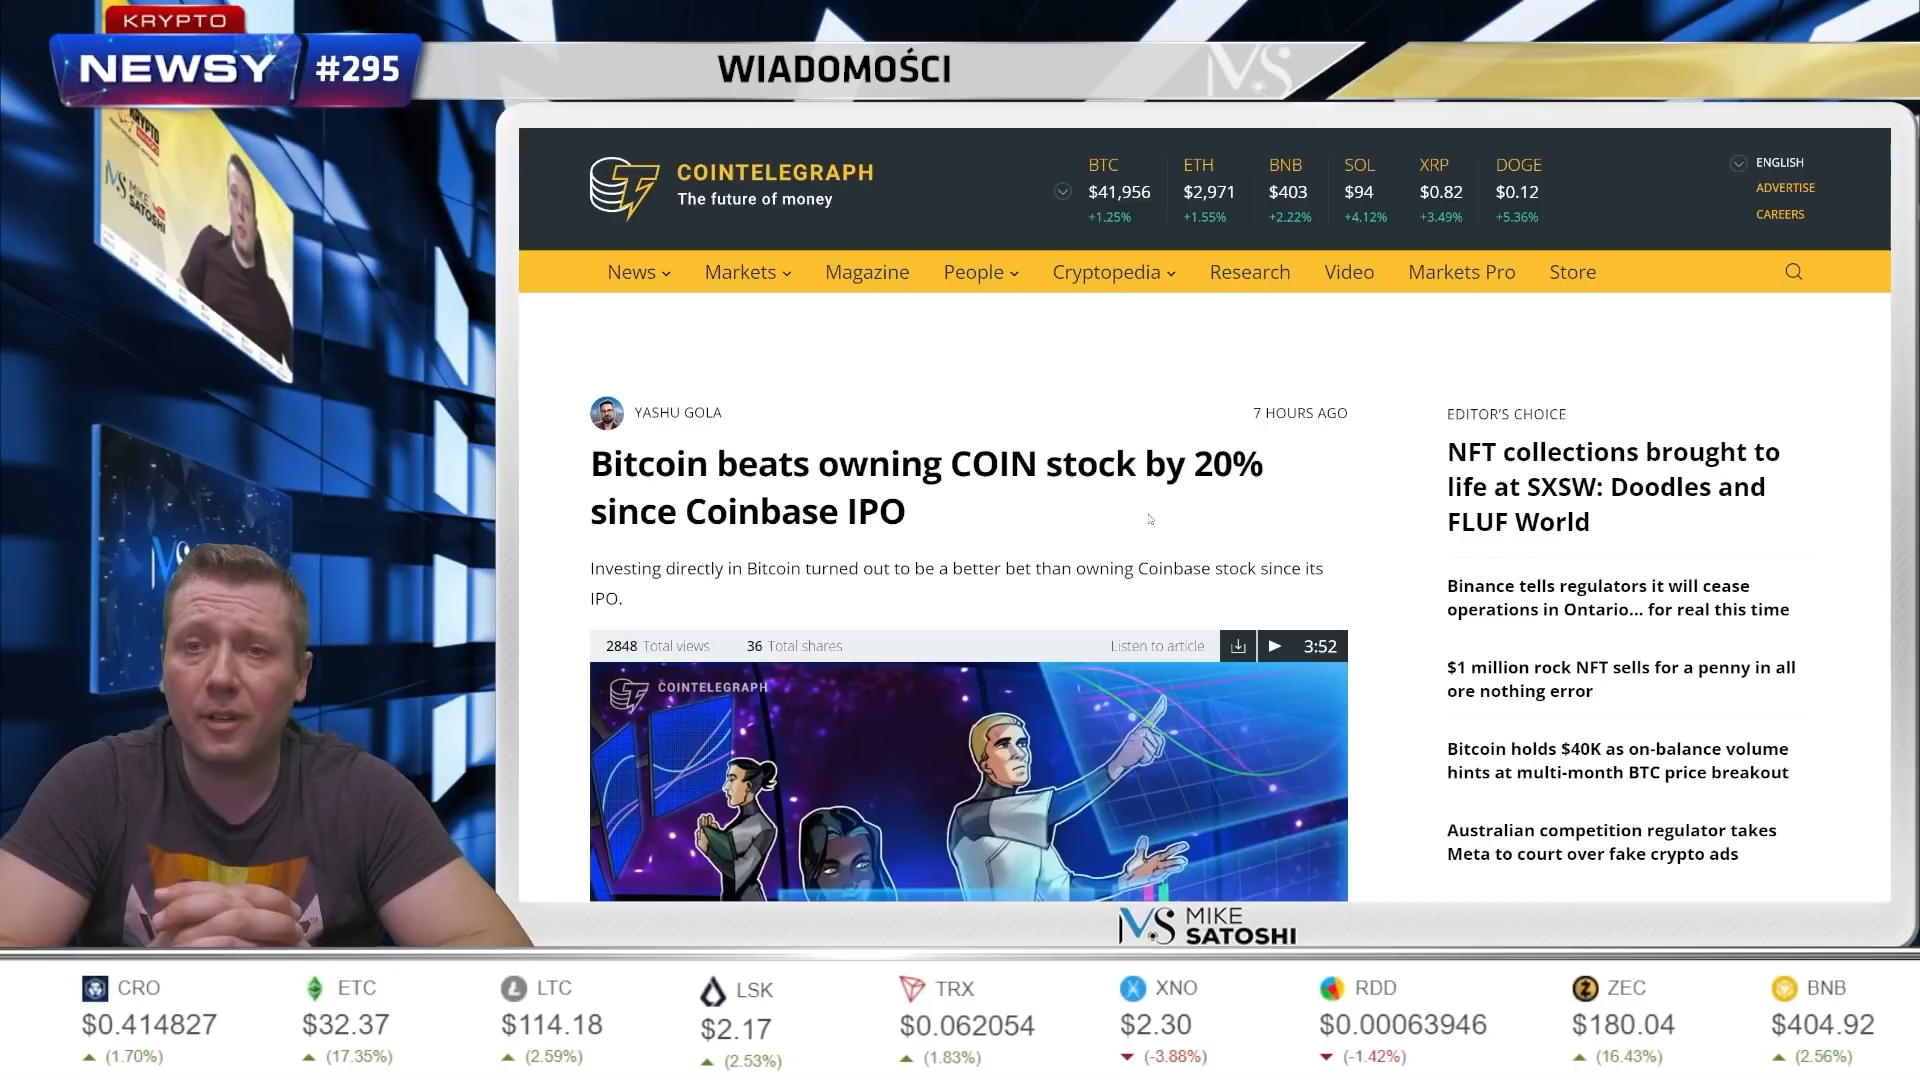 KRYPTO
NEWSY #295
WIADOMOŚCI
MS
KRYPTO
MIKE
SATOSHI
COINTELEGRAPH
The future of money
BTC ETH BNB SOL XRP DOGE
$41,956 $2,971 $403 $94 $0.82 $0.12
+1.25% +1.55% +2.22% +4.12% +3.49% +5.36%
ENGLISH
ADVERTISE
CAREERS
News Markets Magazine People Cryptopedia Research Video Markets Pro Store
YASHU GOLA 7 HOURS AGO
Bitcoin beats owning COIN stock by 20%
since Coinbase IPO
Investing directly in Bitcoin turned out to be a better bet than owning Coinbase stock since its
IPO.
2848 Total views 36 Total shares Listen to article 3:52
COINTELEGRAPH
EDITOR'S CHOICE
NFT collections brought to
life at SXSW: Doodles and
FLUF World
Binance tells regulators it will cease
operations in Ontario... for real this time
$1 million rock NFT sells for a penny in all
ore nothing error
Bitcoin holds $40K as on-balance volume
hints at multi-month BTC price breakout
Australian competition regulator takes
Meta to court over fake crypto ads
MS MIKE
SATOSHI
CRO ETC LTC LSK TRX XNO RDD ZEC BNB
$0.414827 $32.37 $114.18 $2.17 $0.062054 $2.30 $0.00063946 $180.04 $404.92
(1.70%) (17.35%) (2.59%) (2.53%) (1.83%) (-3.88%) (-1.42%) (16.43%) (2.56%)